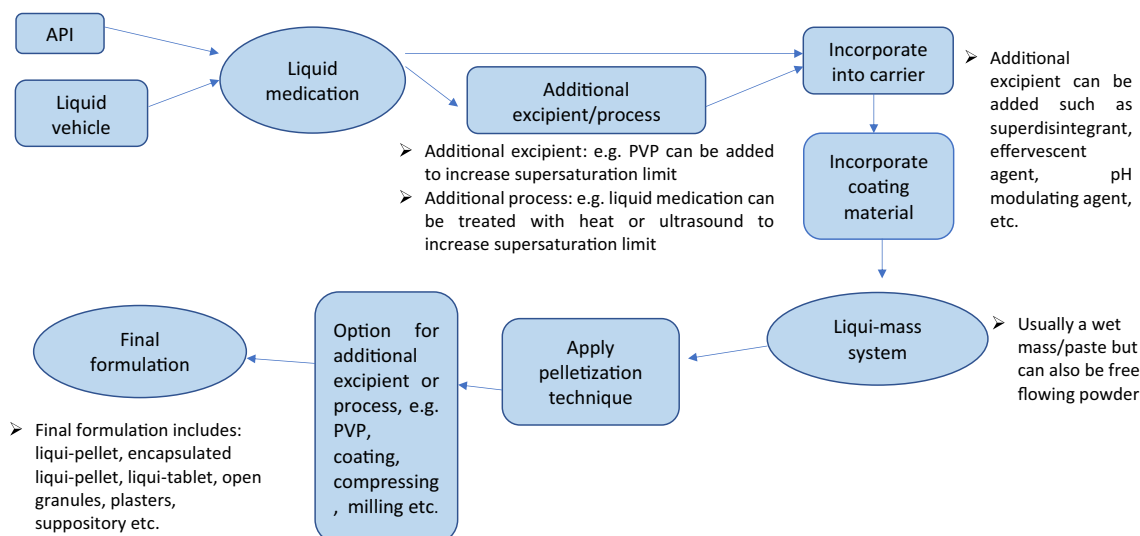 API
Liquid
vehicle
Liquid
medication
Additional
excipient/process
➢ Additional excipient: e.g. PVP can be added
to increase supersaturation limit
➢ Additional process: e.g. liquid medication can
be treated with heat or ultrasound to
increase supersaturation limit
Incorporate
into carrier
➢ Additional
excipient can be
added such as
superdisintegrant,
effervescent
agent, pH
modulating agent,
etc.
Incorporate
coating
material
Liqui-mass
system
➢ Usually a wet
mass/paste but
can also be free
flowing powder
Apply
pelletization
technique
Option for
additional
excipient or
process, e.g.
PVP,
coating,
compressing
, milling etc.
Final
formulation
➢ Final formulation includes:
liqui-pellet, encapsulated
liqui-pellet, liqui-tablet, open
granules, plasters,
suppository etc.